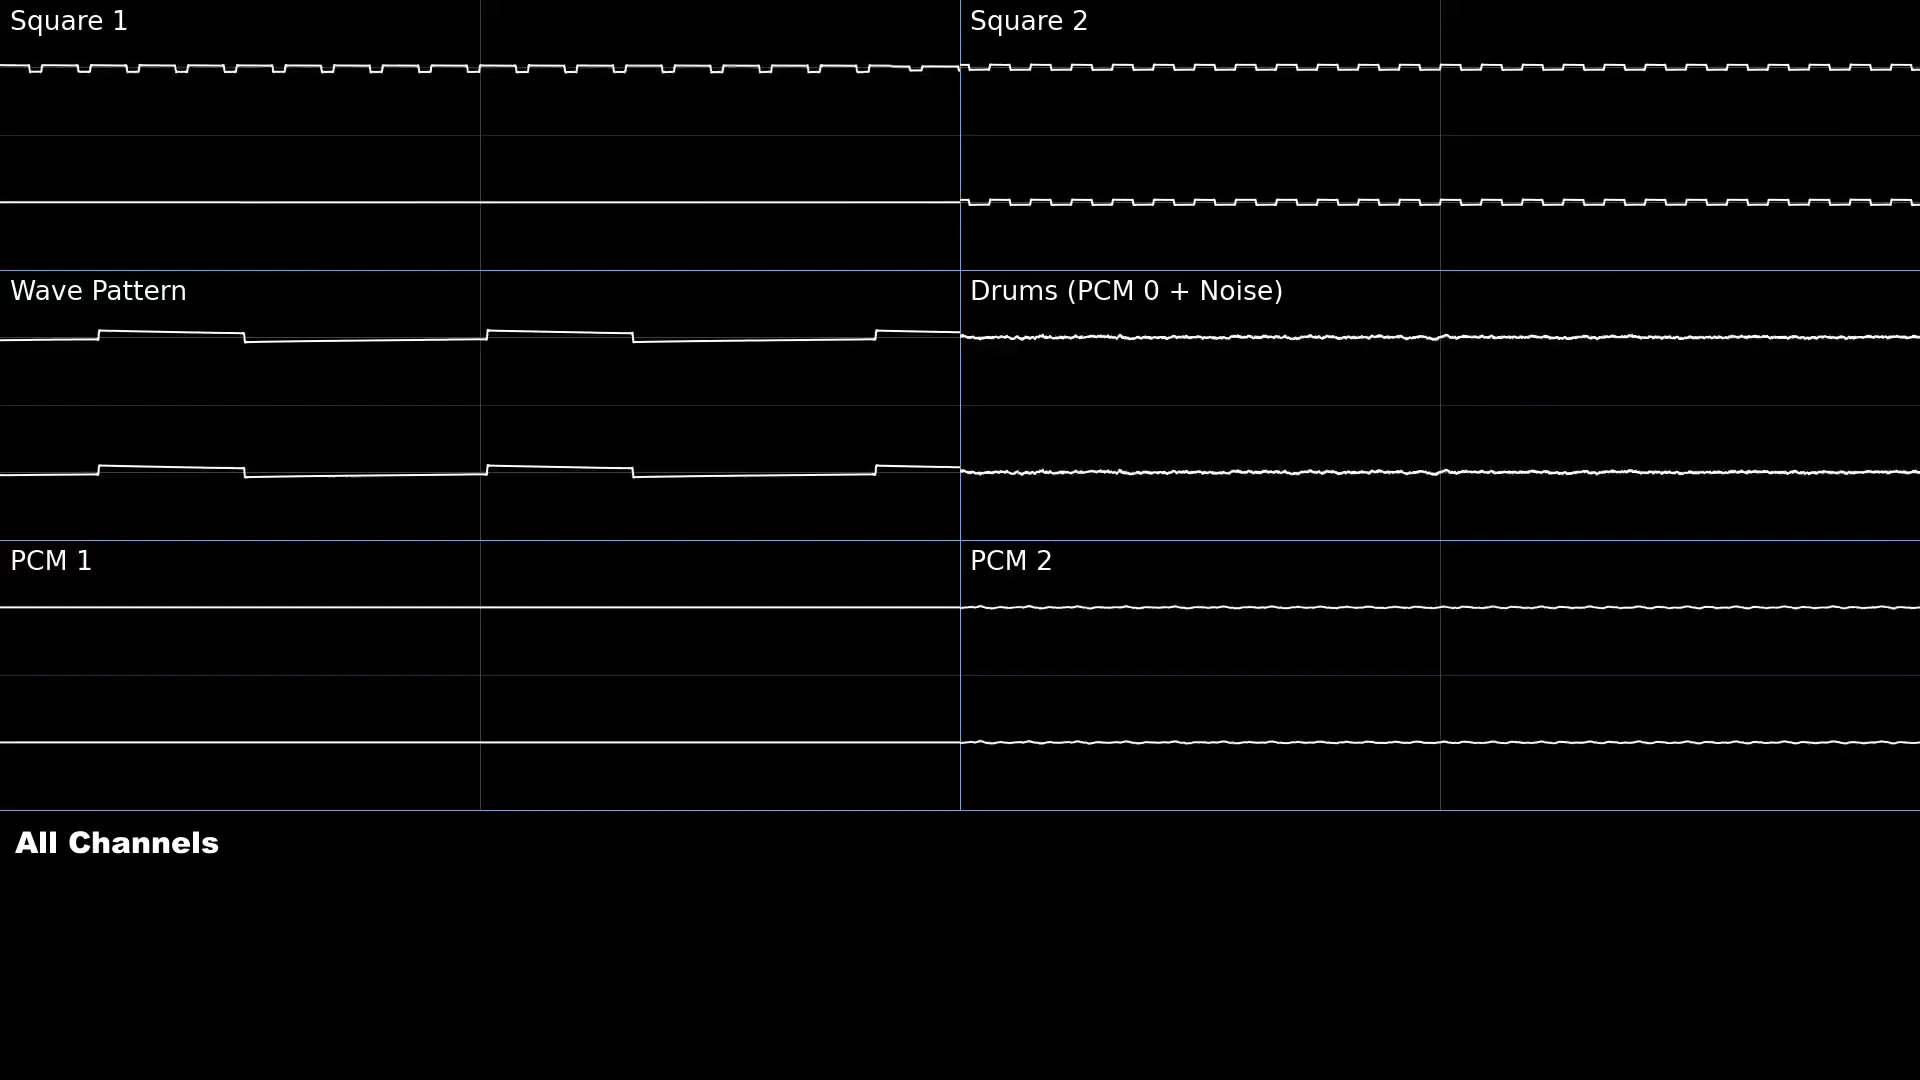 Square 1
Square 2
Wave Pattern
Drums (PCM 0 + Noise)
PCM 1
PCM 2
All Channels